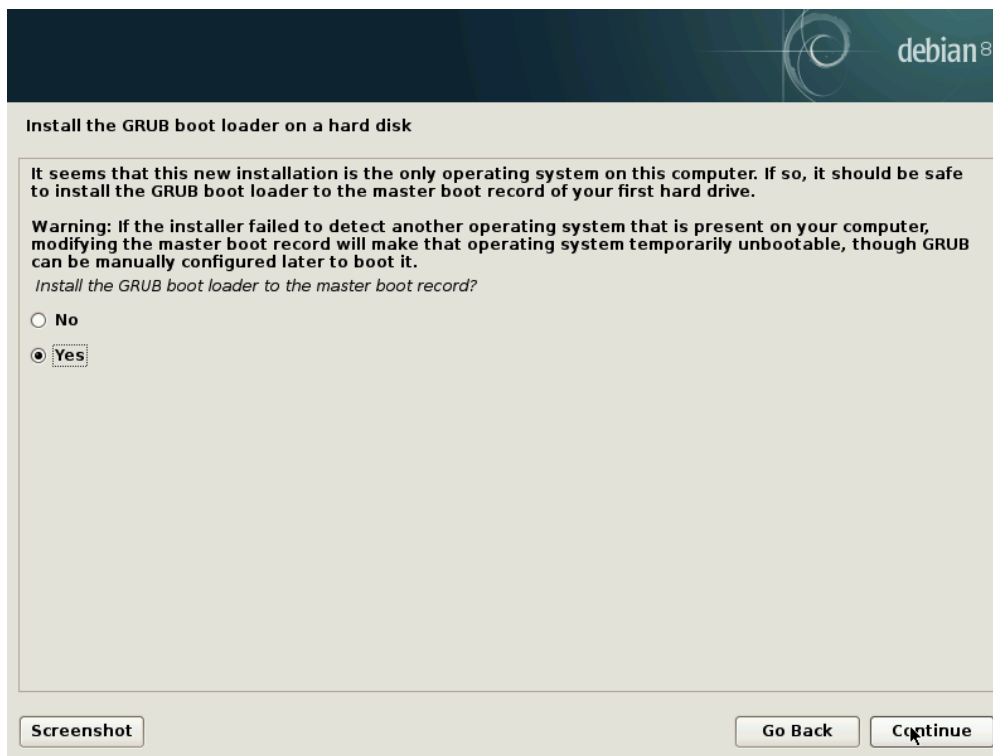 debian 8
Install the GRUB boot loader on a hard disk
It seems that this new installation is the only operating system on this computer. If so, it should be safe
to install the GRUB boot loader to the master boot record of your first hard drive.
Warning: If the installer failed to detect another operating system that is present on your computer,
modifying the master boot record will make that operating system temporarily unbootable, though GRUB
can be manually configured later to boot it.
Install the GRUB boot loader to the master boot record?
No
Yes
Screenshot
Go Back
Continue